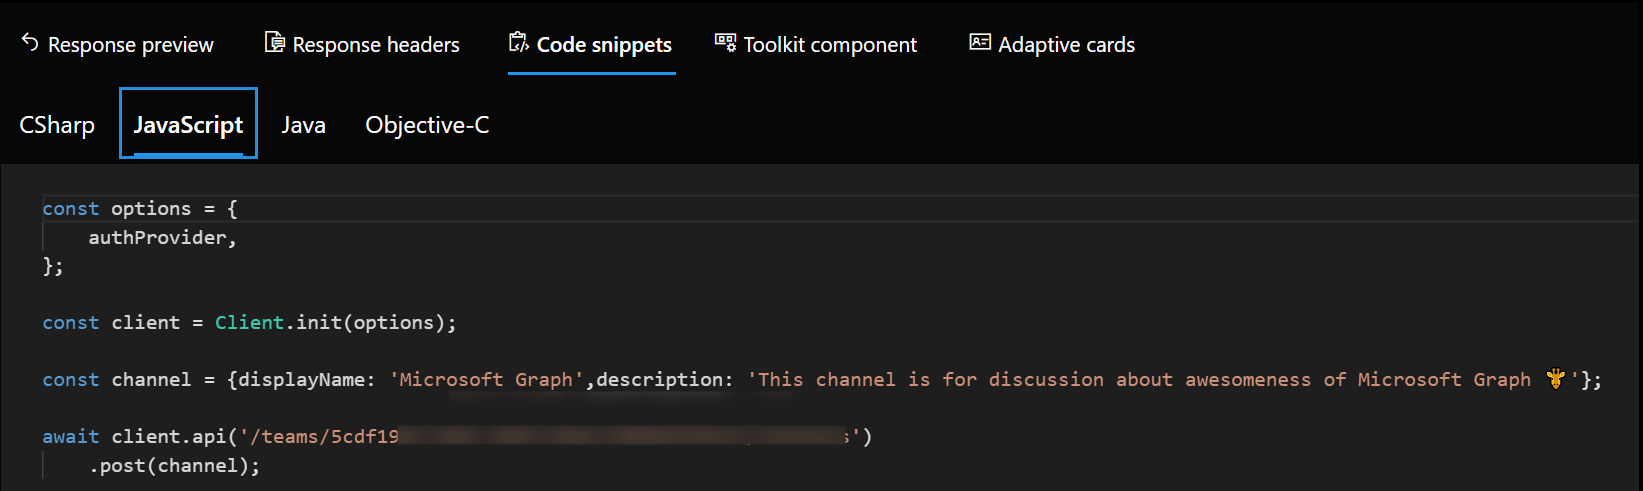 Response preview Response headers Code snippets Toolkit component Adaptive cards
CSharp JavaScript Java Objective-C
const options = {
    authProvider,
};
const client = Client.init(options);
const channel = {displayName: 'Microsoft Graph',description: 'This channel is for discussion about awesomeness of Microsoft Graph 🦒'};
await client.api('/teams/5cdf19 s')
    .post(channel);